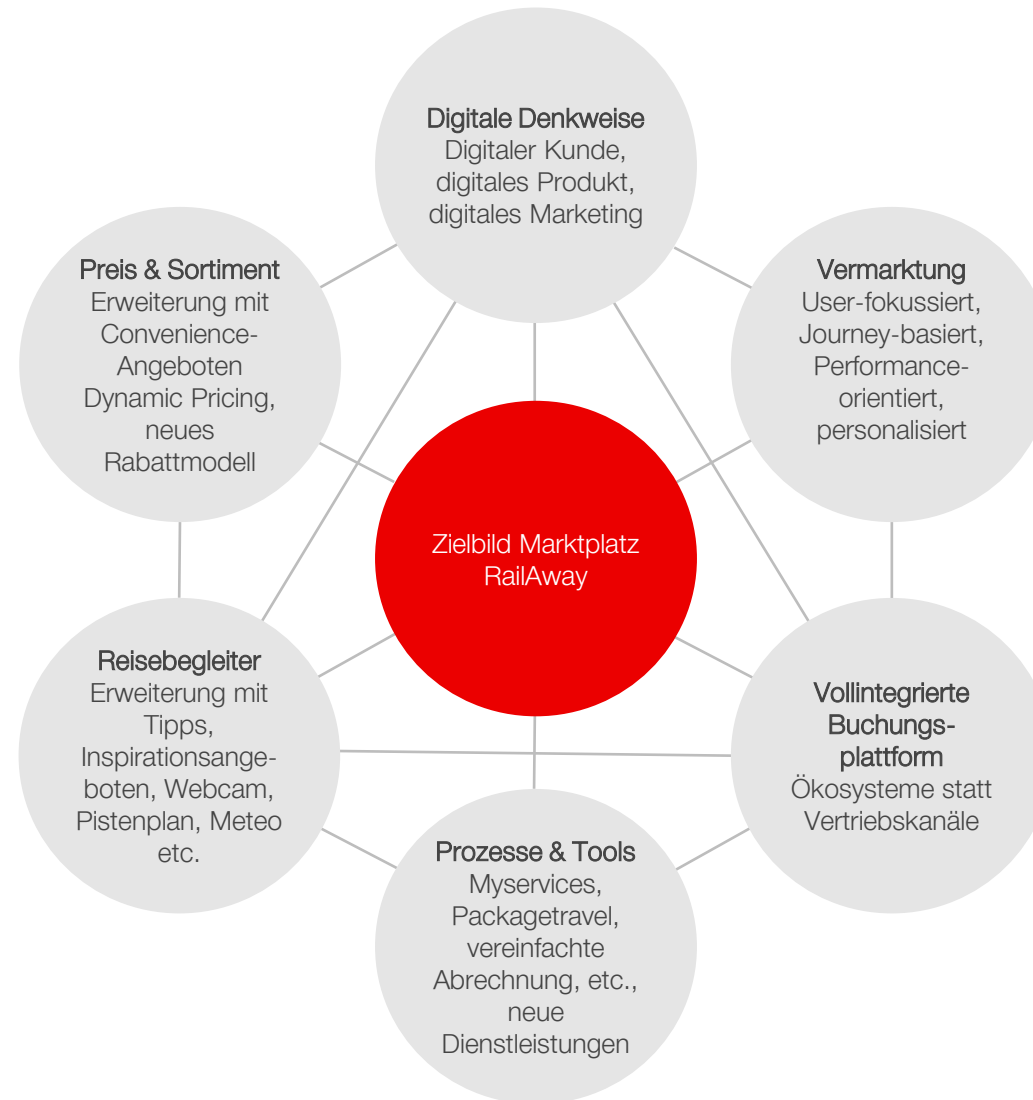 Digitale Denkweise
Digitaler Kunde,
digitales Produkt,
digitales Marketing
Preis & Sortiment
Erweiterung mit
Convenience-
Angeboten
Dynamic Pricing,
neues
Rabattmodell
Vermarktung
User-fokussiert,
Journey-basiert,
Performance-
orientiert,
personalisiert
Zielbild Marktplatz
RailAway
Reisebegleiter
Erweiterung mit
Tipps,
Inspirationsange-
boten, Webcam,
Pistenplan, Meteo
etc.
Vollintegrierte
Buchungs-
plattform
Ökosysteme statt
Vertriebskanäle
Prozesse & Tools
Myservices,
Packagetravel,
vereinfachte
Abrechnung, etc.,
neue
Dienstleistungen